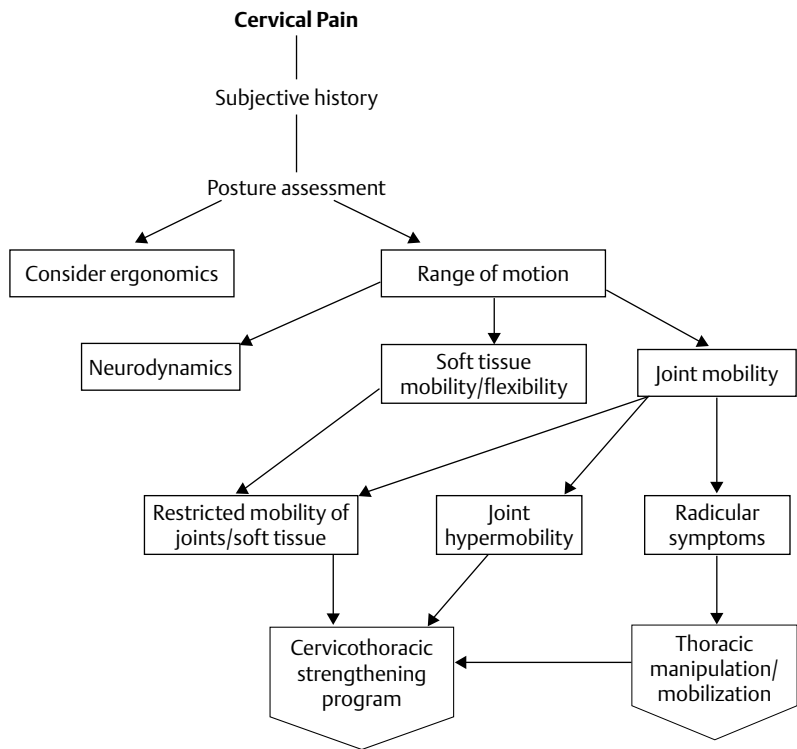 Cervical Pain
Subjective history
Posture assessment
Consider ergonomics
Range of motion
Neurodynamics
Soft tissue
mobility/flexibility
Joint mobility
Restricted mobility of
joints/soft tissue
Joint
hypermobility
Radicular
symptoms
Cervicothoracic
strengthening
program
Thoracic
manipulation/
mobilization